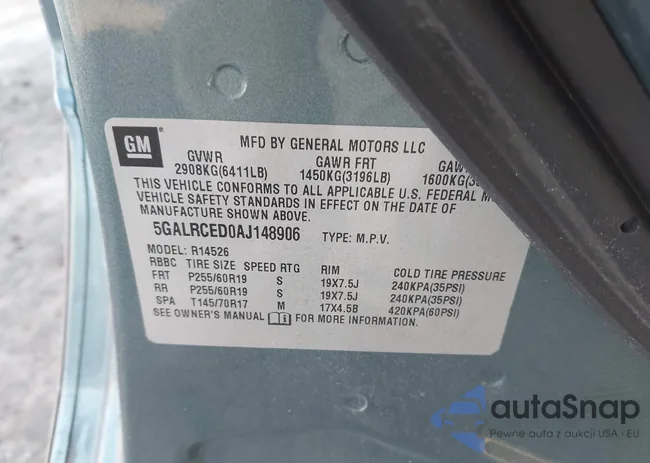 GM
MFD BY GENERAL MOTORS LLC
GVWR GAWR FRT
2908KG(6411LB) 1450KG(3196LB) 1600KG
THIS VEHICLE CONFORMS TO ALL APPLICABLE U.S. FEDERAL
VEHICLE SAFETY STANDARDS IN EFFECT ON THE DATE OF
MANUFACTURE SHOWN ABOVE.
5GALRCED0AJ148906 TYPE: M.P.V.
MODEL: R14526
RBBC TIRE SIZE SPEED RTG RIM COLD TIRE PRESSURE
FRT P255/60R19 S 19X7.5J 240KPA(35PSI)
RR P255/60R19 S 19X7.5J 240KPA(35PSI)
SPA T145/70R17 M 17X4.5B 420KPA(60PSI)
SEE OWNER'S MANUAL FOR MORE INFORMATION.
autaSnap
Pewne auta z aukcji USA i EU